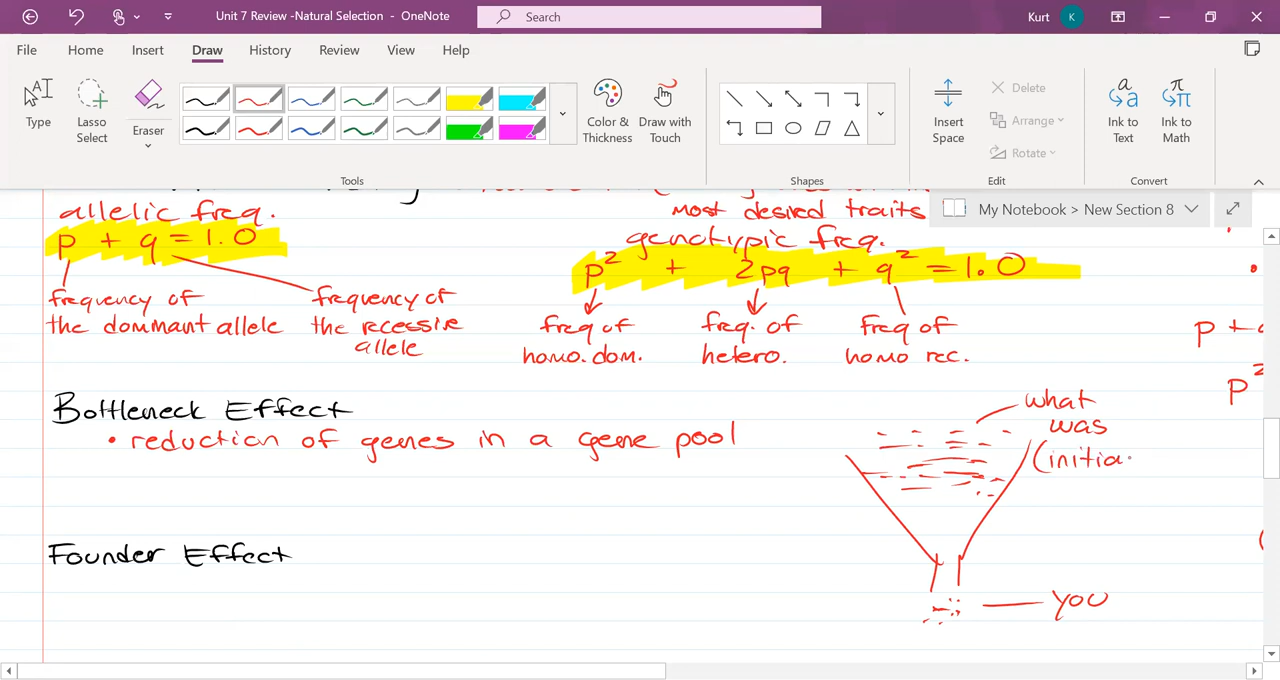 Unit 7 Review -Natural Selection - OneNote
Search
Kurt
K
File
Home
Insert
Draw
History
Review
View
Help
Type
Lasso
Select
Eraser
Color &
Thickness
Draw with
Touch
Insert
Space
Delete
Arrange
Rotate
Ink to
Text
Ink to
Math
Tools
Shapes
Edit
Convert
My Notebook > New Section 8
allelic freq.
p + q = 1.0
frequency of
the dominant allele
frequency of
the recessive
allele
most desired traits
genotypic freq.
p² + 2pq + q² = 1.0
freq of
homo. dom.
freq. of
hetero.
freq of
homo rec.
p +
p²
Bottleneck Effect
• reduction of genes in a gene pool
what
was
(initia
you
Founder Effect